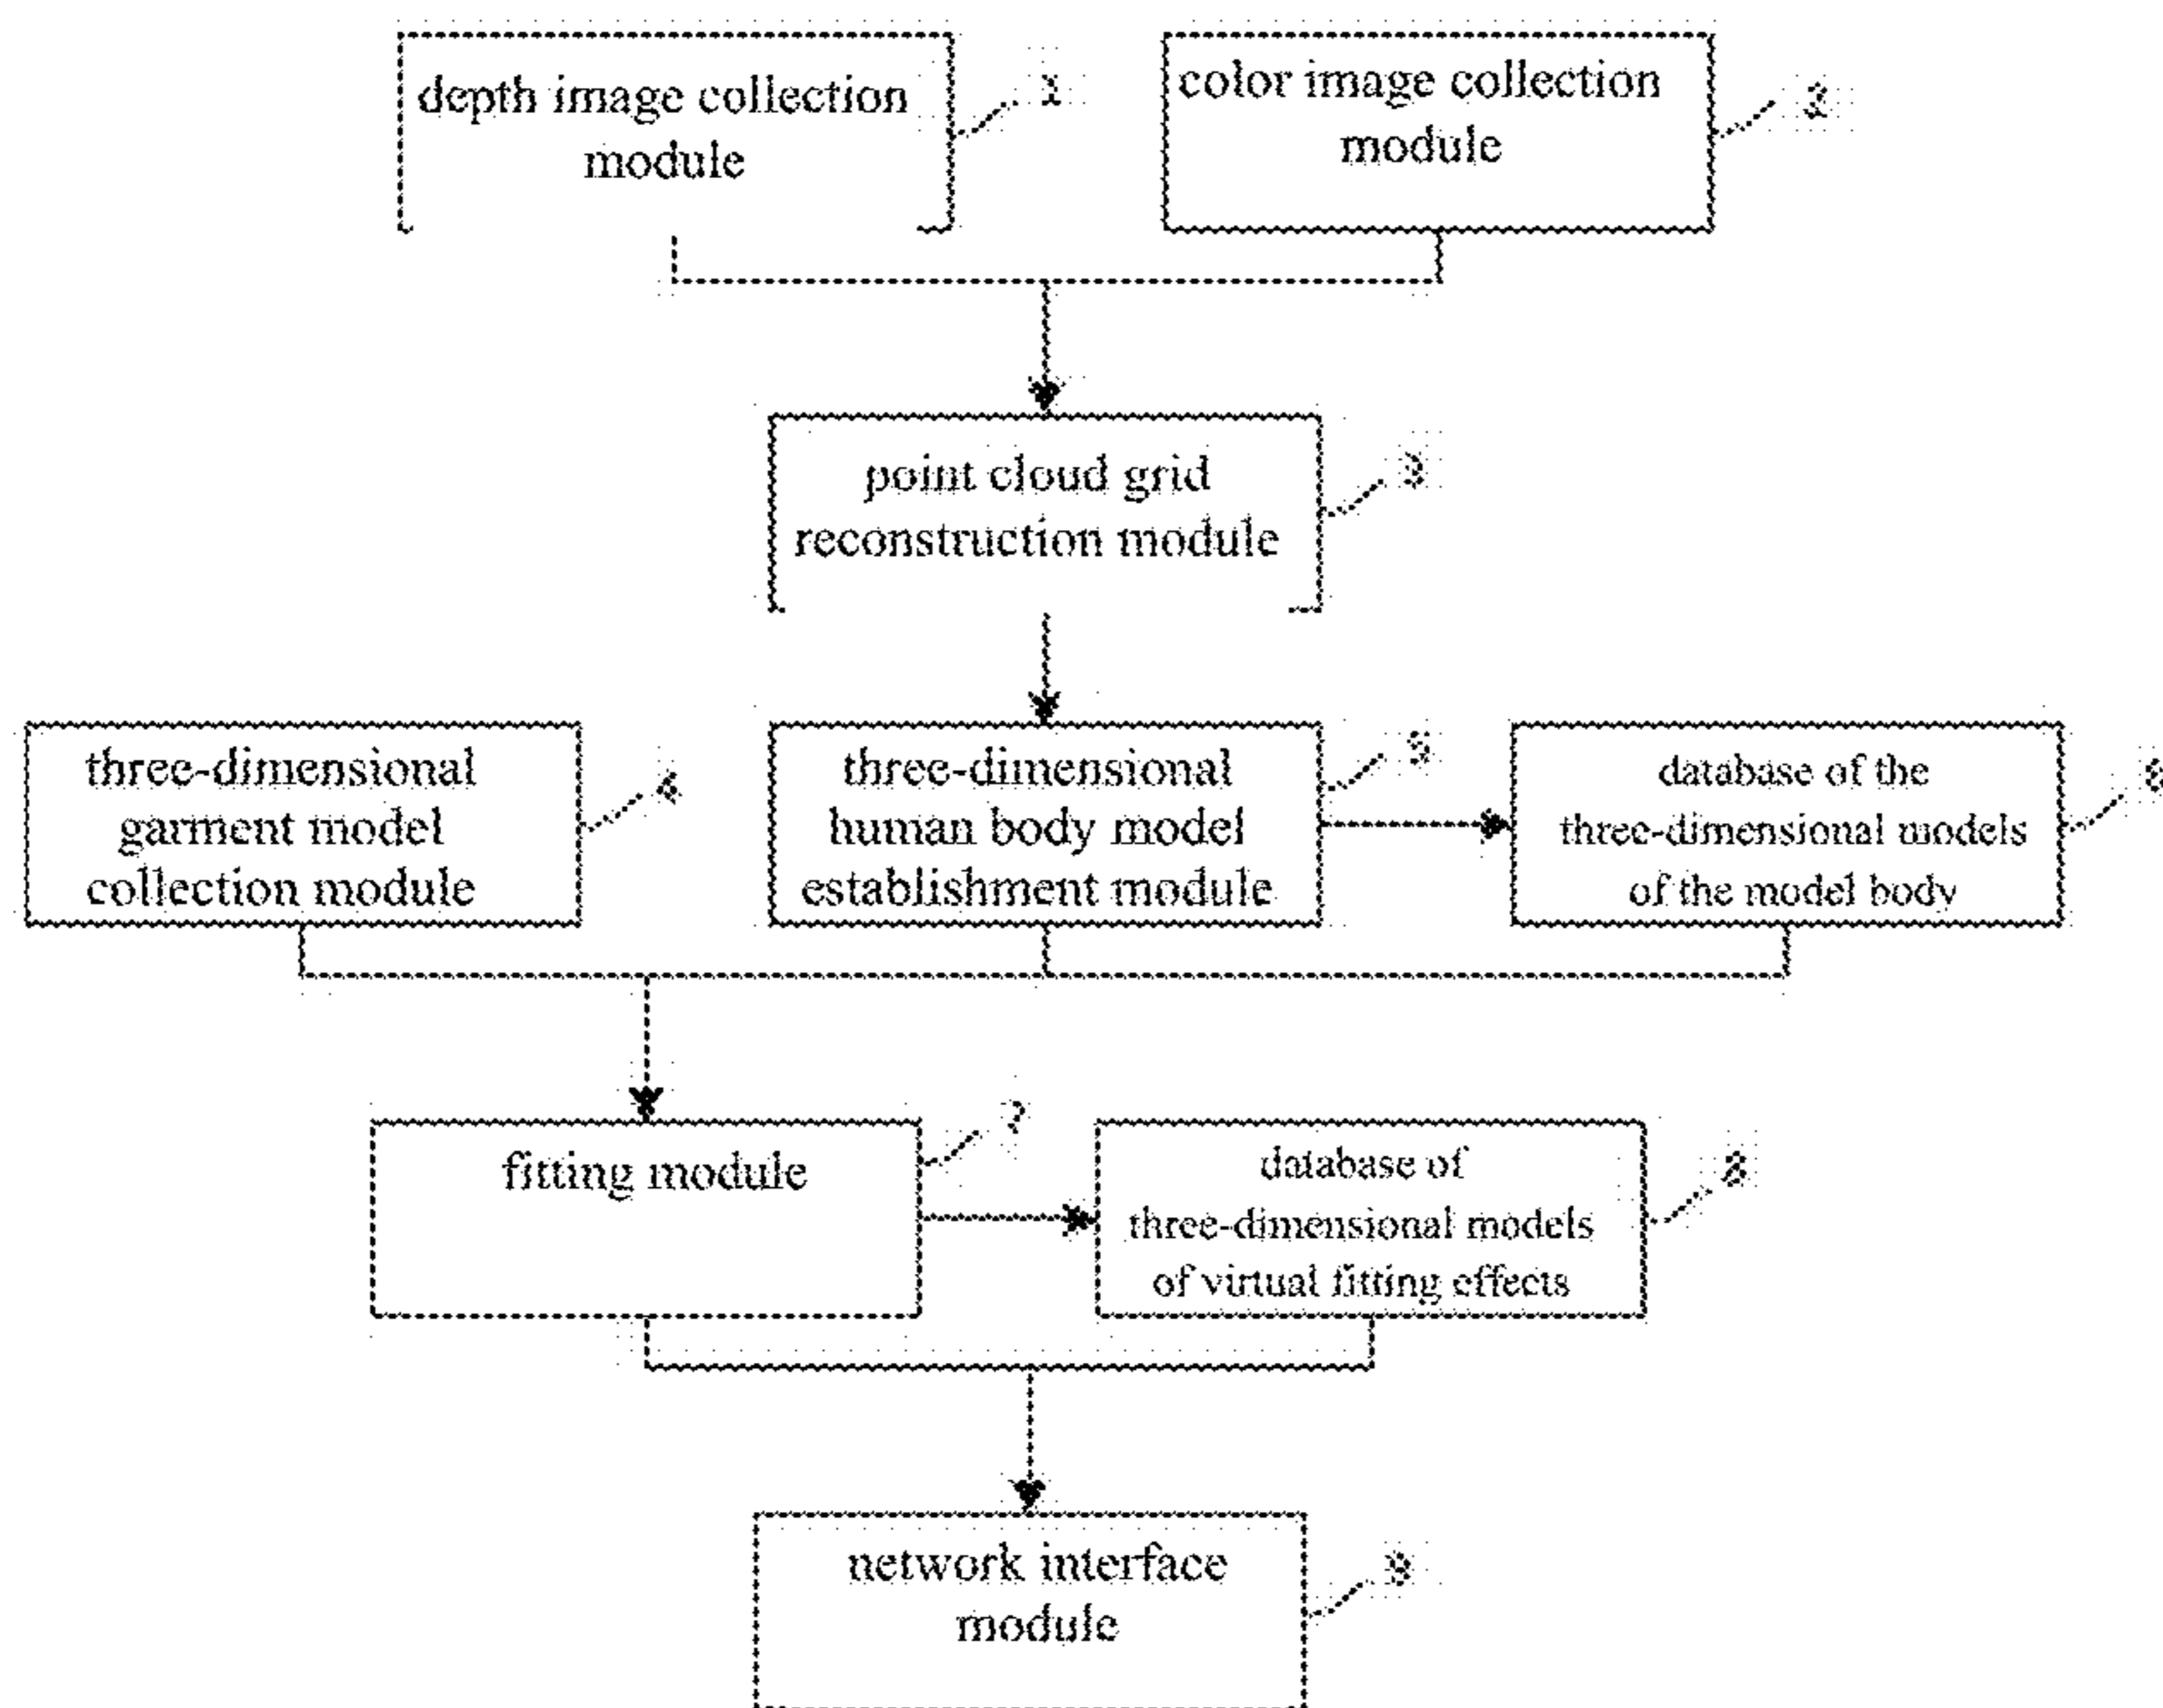 depth image collection
module
1
color image collection
module
2
point cloud grid
reconstruction module
3
three-dimensional
garment model
collection module
4
three-dimensional
human body model
establishment module
5
database of the
three-dimensional models
of the model body
fitting module
7
database of
three-dimensional models
of virtual fitting effects
8
network interface
module
9